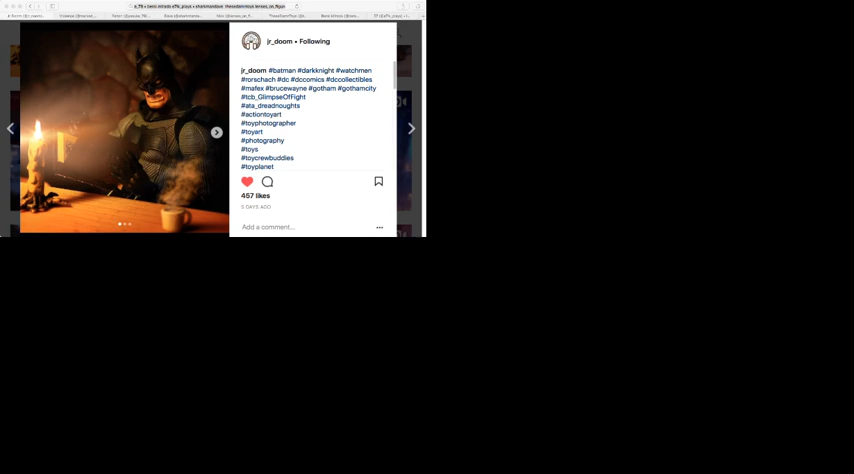 jr_doom • Following
jr_doom #batman #darkknight #watchmen
#rorschach #dc #dccomics #dccollectibles
#mafex #brucewayne #gotham #gothamcity
#tcb_GlimpseOfFight
#ata_dreadnoughts
#actiontoyart
#toyphotographer
#toyart
#photography
#toys
#toycrewbuddies
#toyplanet
457 likes
5 DAYS AGO
Add a comment...